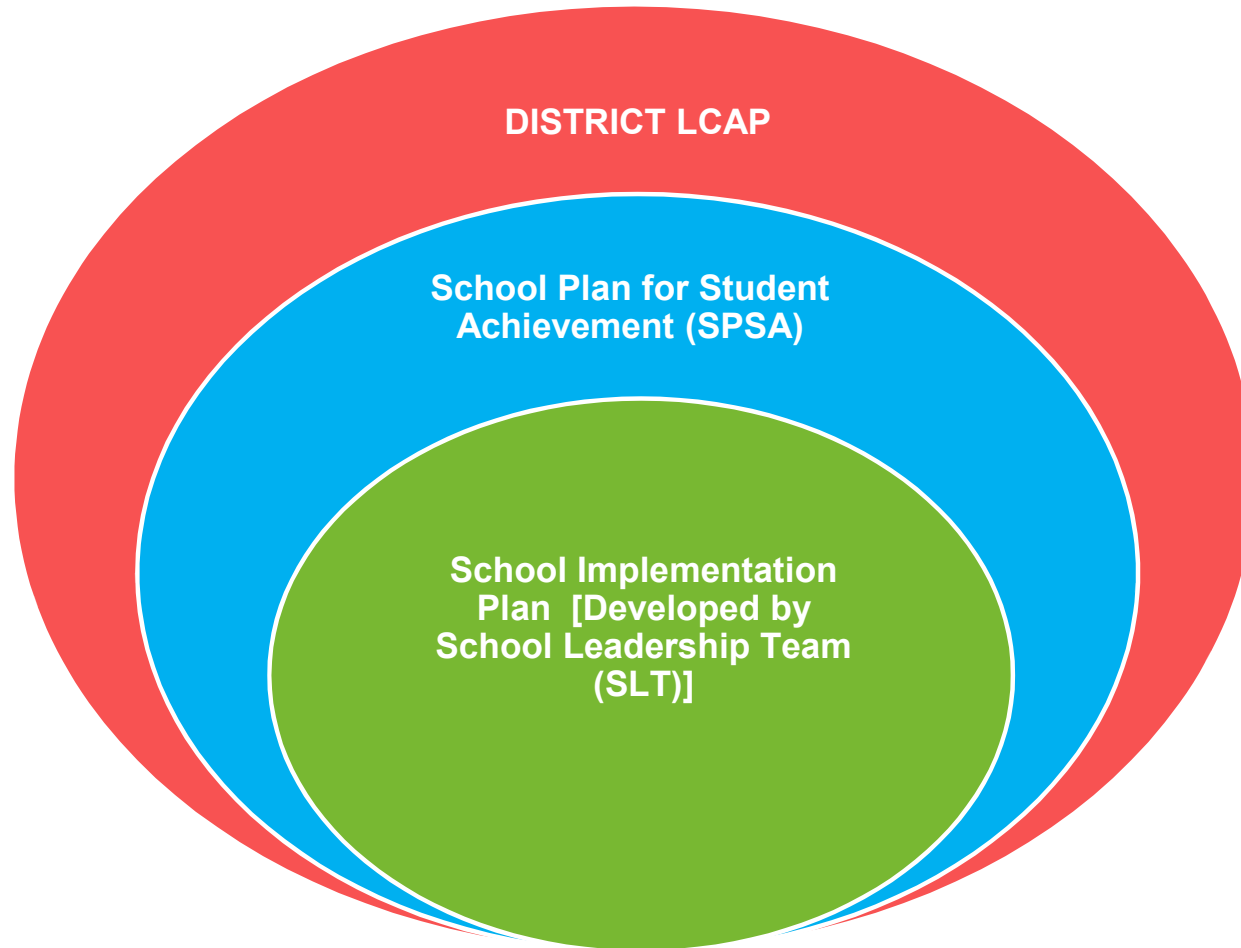 DISTRICT LCAP
School Plan for Student
Achievement (SPSA)
School Implementation
Plan  [Developed by
School Leadership Team
(SLT)]